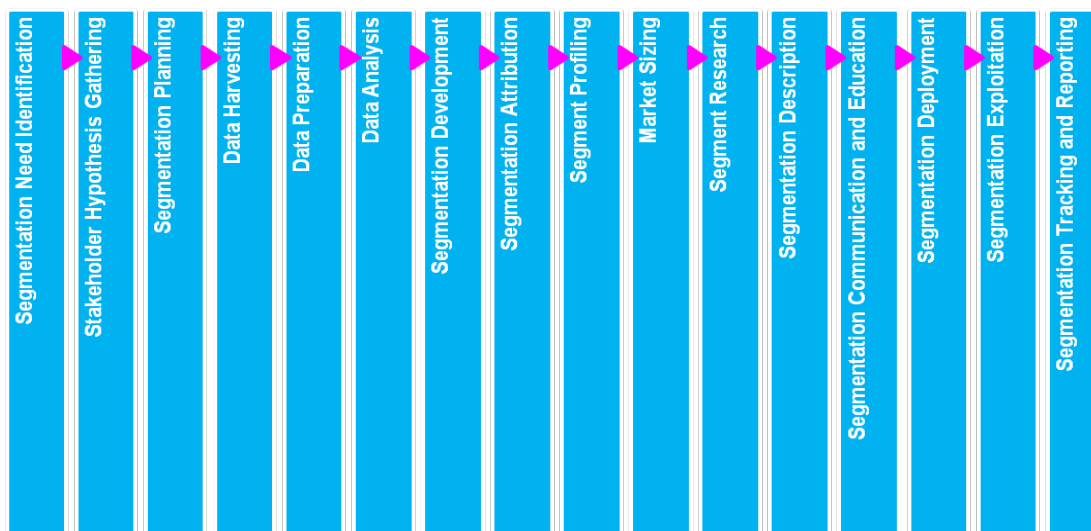 Segmentation Need Identification
Stakeholder Hypothesis Gathering
Segmentation Planning
Data Harvesting
Data Preparation
Data Analysis
Segmentation Development
Segmentation Attribution
Segment Profiling
Market Sizing
Segment Research
Segmentation Description
Segmentation Communication and Education
Segmentation Deployment
Segmentation Exploitation
Segmentation Tracking and Reporting